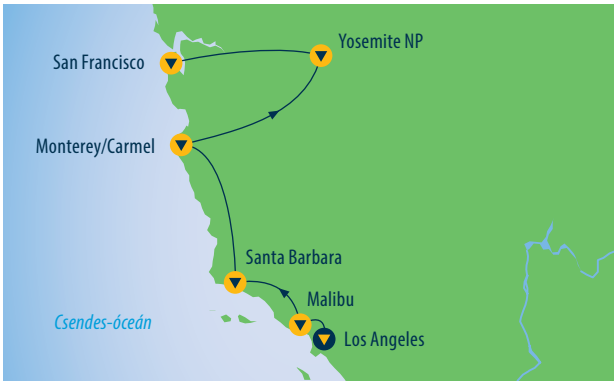 Yosemite NP
San Francisco
Monterey/Carmel
Santa Barbara
Malibu
Csendes-óceán
Los Angeles